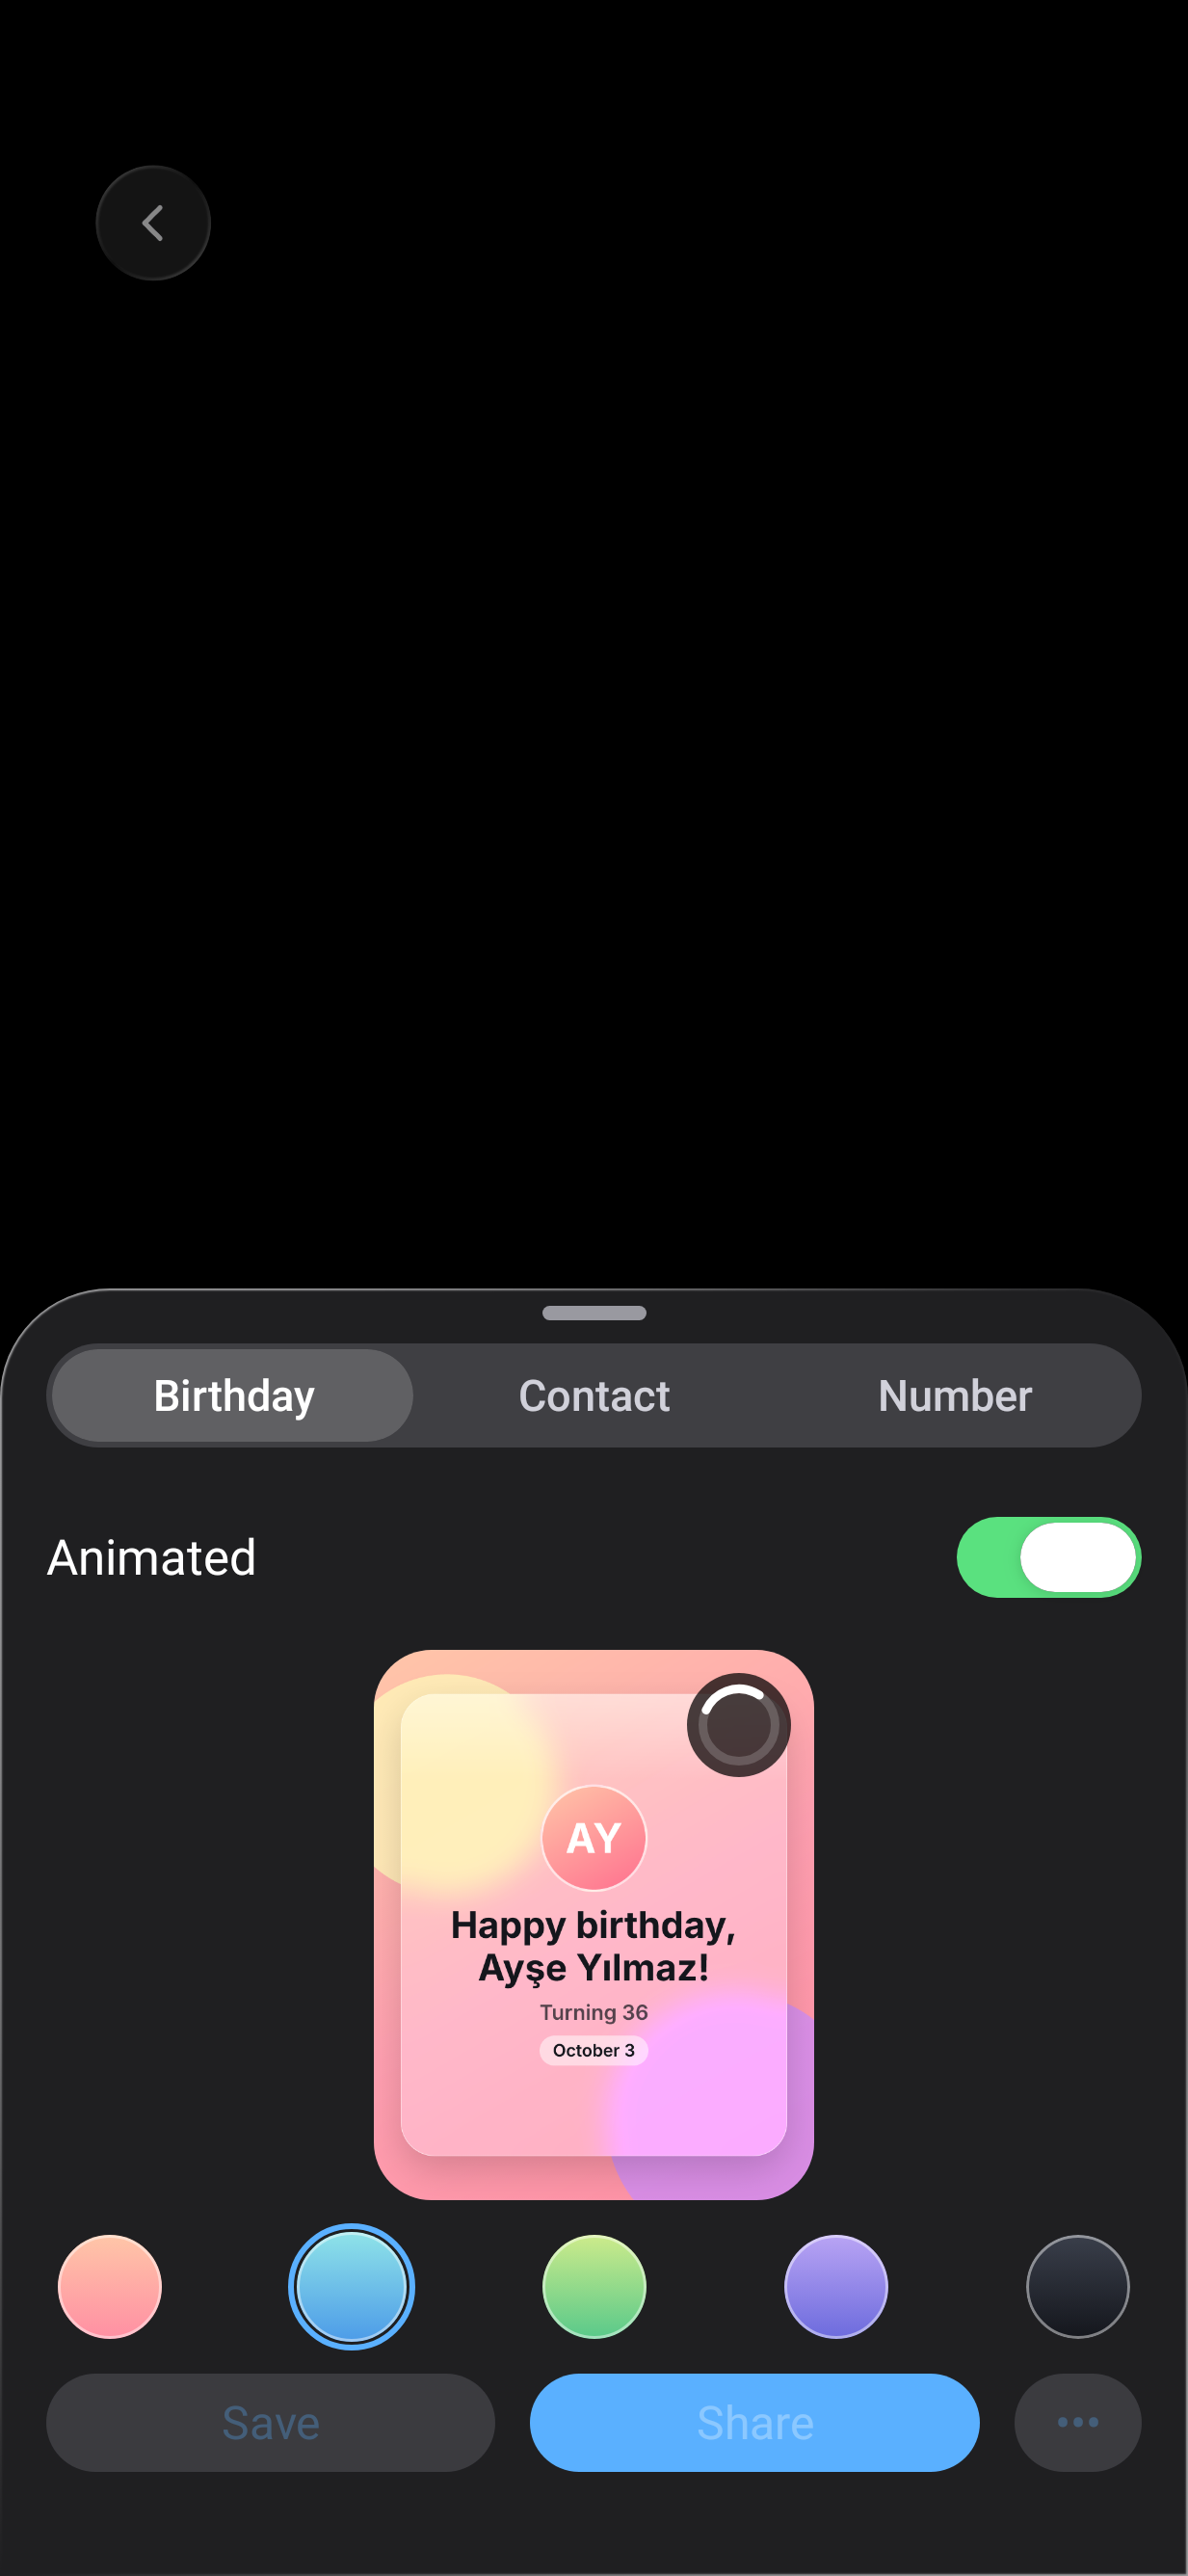 Birthday
Contact
Number
Animated
AY
Happy birthday,
Ayşe Yılmaz!
Turning 36
October 3
Save
Share